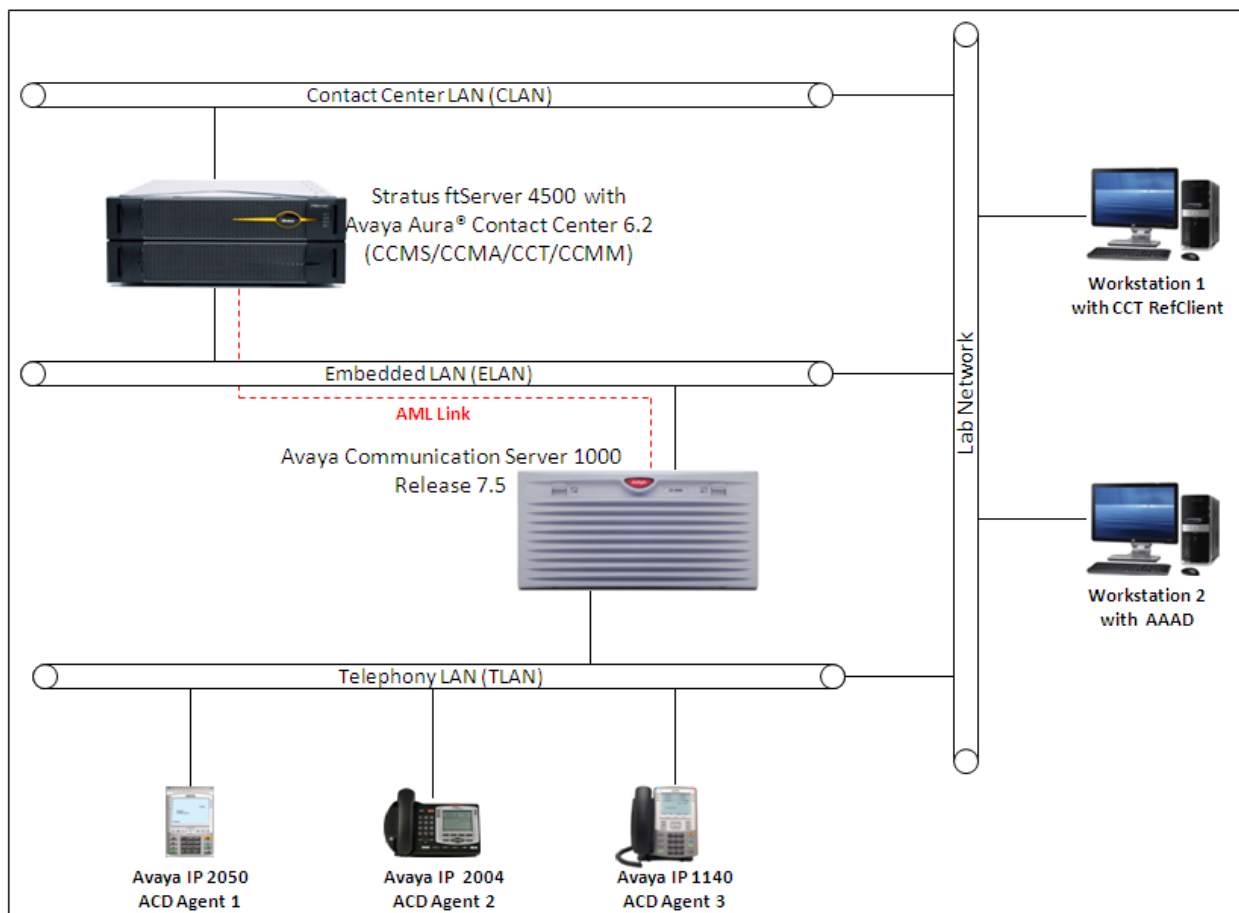 Contact Center LAN (CLAN)
Stratus ftServer 4500 with
Avaya Aura® Contact Center 6.2
(CCMS/CCMA/CCT/CCMM)
Workstation 1
with CCT RefClient
Embedded LAN (ELAN)
AML Link
Lab Network
Avaya Communication Server 1000
Release 7.5
AVAYA
Workstation 2
with AAAD
Telephony LAN (TLAN)
Avaya IP 2050
ACD Agent 1
Avaya IP 2004
ACD Agent 2
Avaya IP 1140
ACD Agent 3